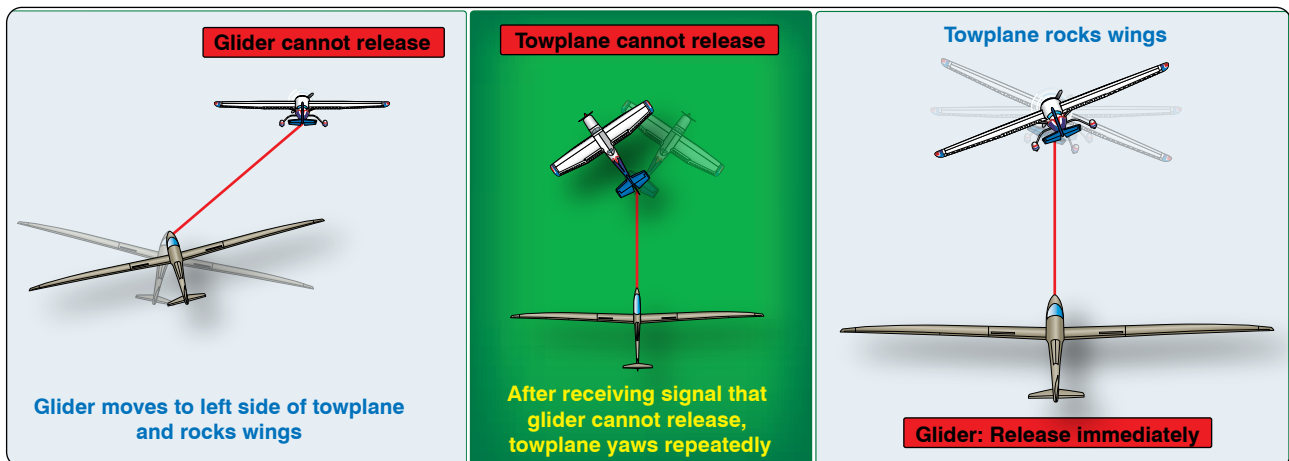 Glider cannot release
Glider moves to left side of towplane
and rocks wings
Towplane cannot release
After receiving signal that
glider cannot release,
towplane yaws repeatedly
Towplane rocks wings
Glider: Release immediately